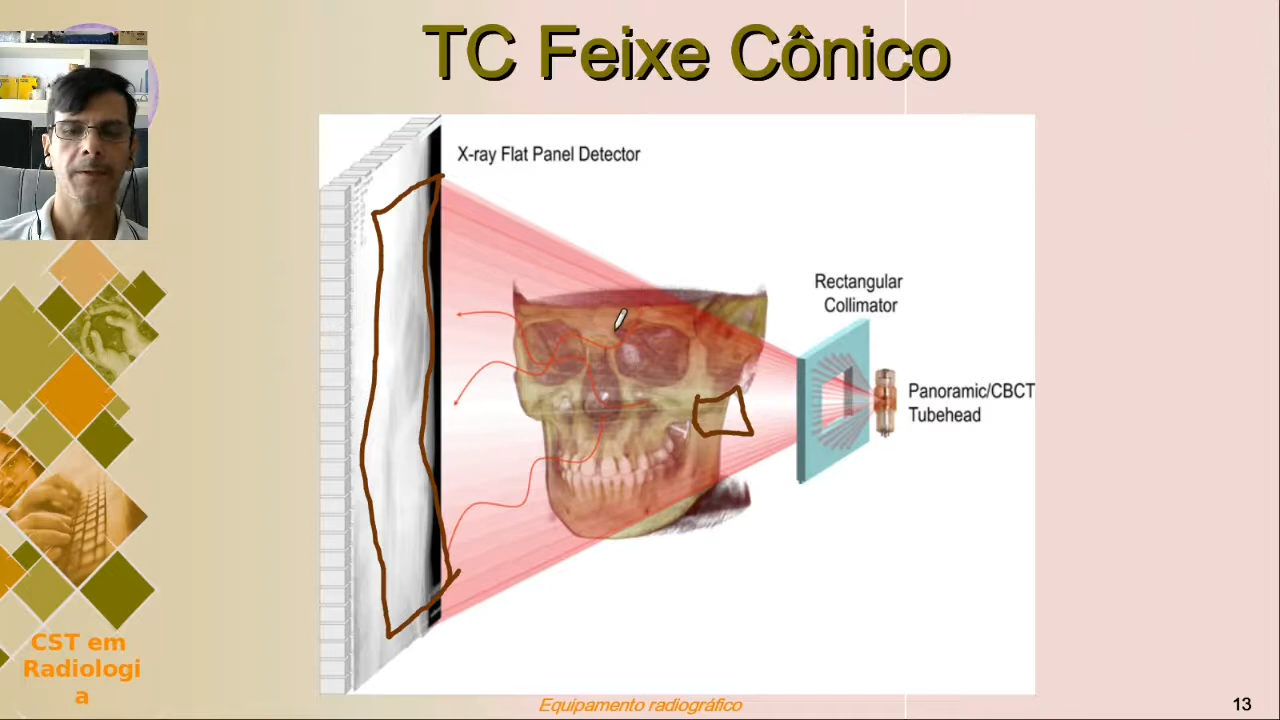 TC Feixe Cônico
X-ray Flat Panel Detector
Rectangular
Collimator
Panoramic/CBCT
Tubehead
CST em
Radiologi
a
Equipamento radiográfico
13